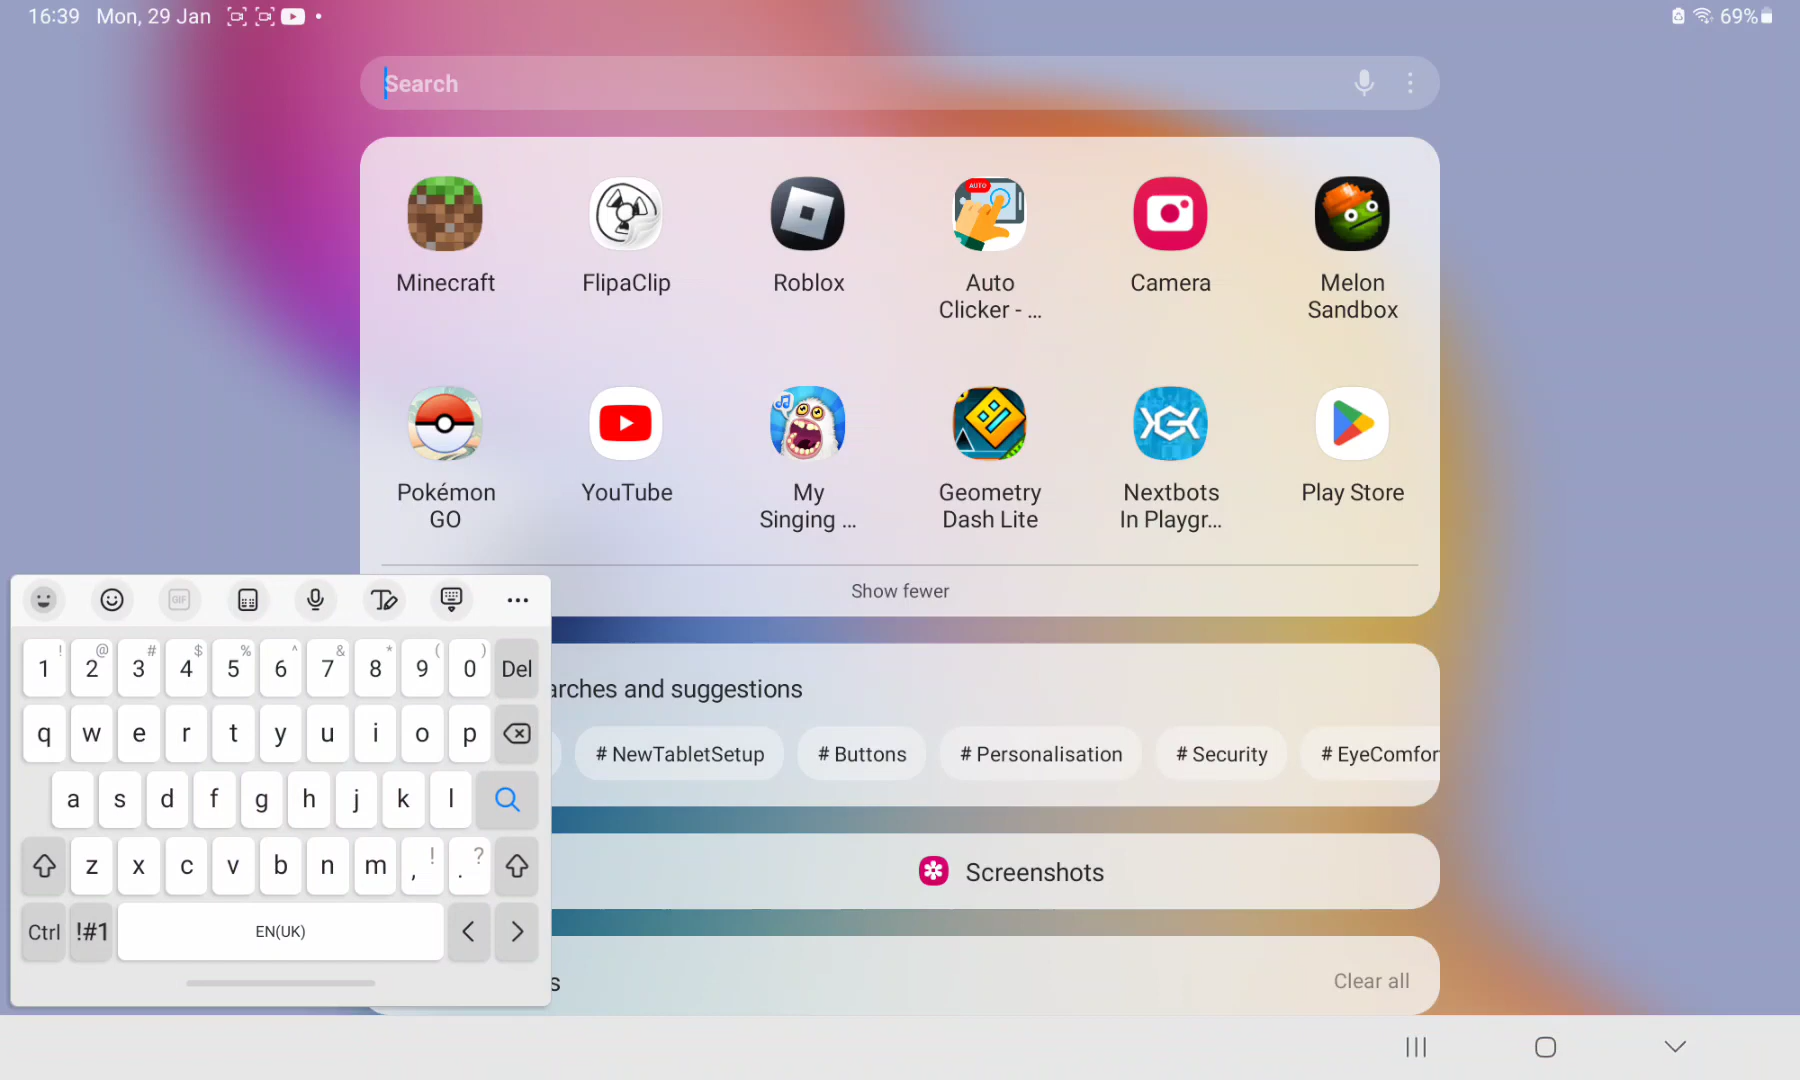 16:39 Mon, 29 Jan
69%
Search
AUTO
Minecraft
FlipaClip
Roblox
Auto
Clicker - ...
Camera
Melon
Sandbox
Pokémon
GO
YouTube
My
Singing ...
Geometry
Dash Lite
Nextbots
In Playgr...
Play Store
Show fewer
arches and suggestions
# NewTabletSetup
# Buttons
# Personalisation
# Security
# EyeComfor
Screenshots
s
Clear all
GIF
! @ # $ % ^ & * ( )
1 2 3 4 5 6 7 8 9 0 Del
q w e r t y u i o p
a s d f g h j k l
z x c v b n m , ! . ?
Ctrl !#1 EN(UK) < >